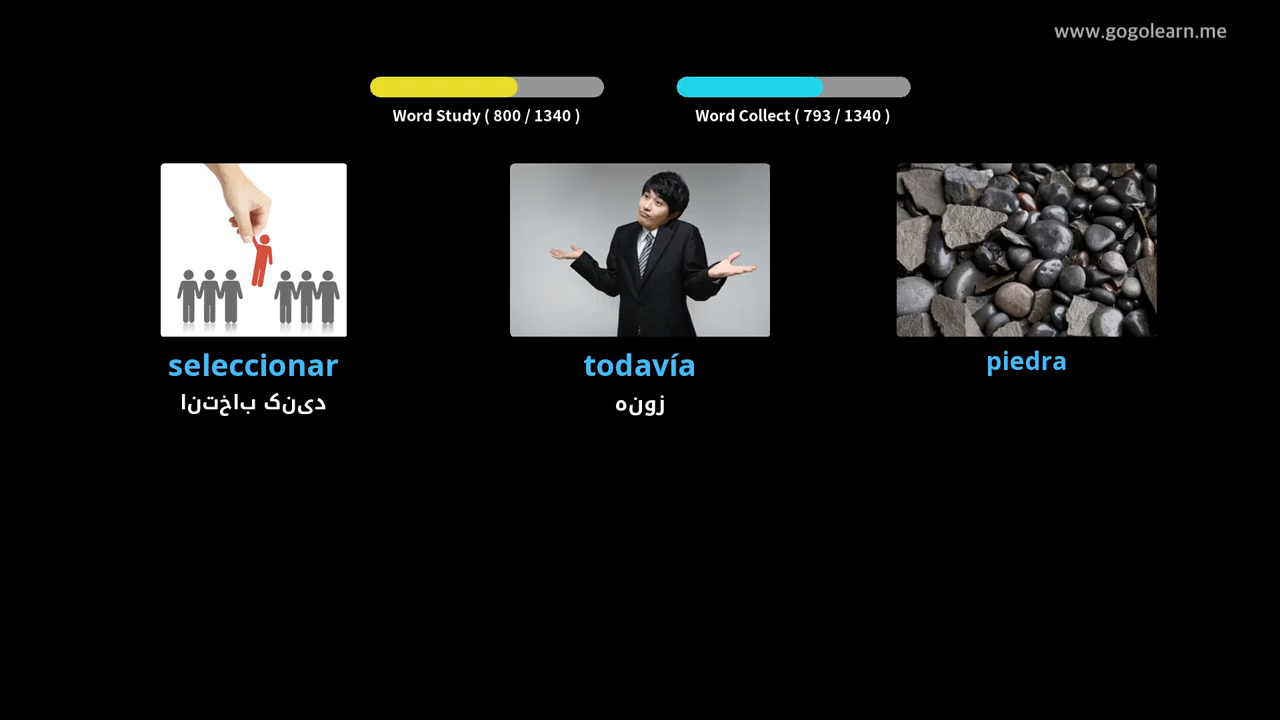 www.gogolearn.me
Word Study ( 800 / 1340 )
Word Collect ( 793 / 1340 )
seleccionar
انتخاب کنید
todavía
هنوز
piedra